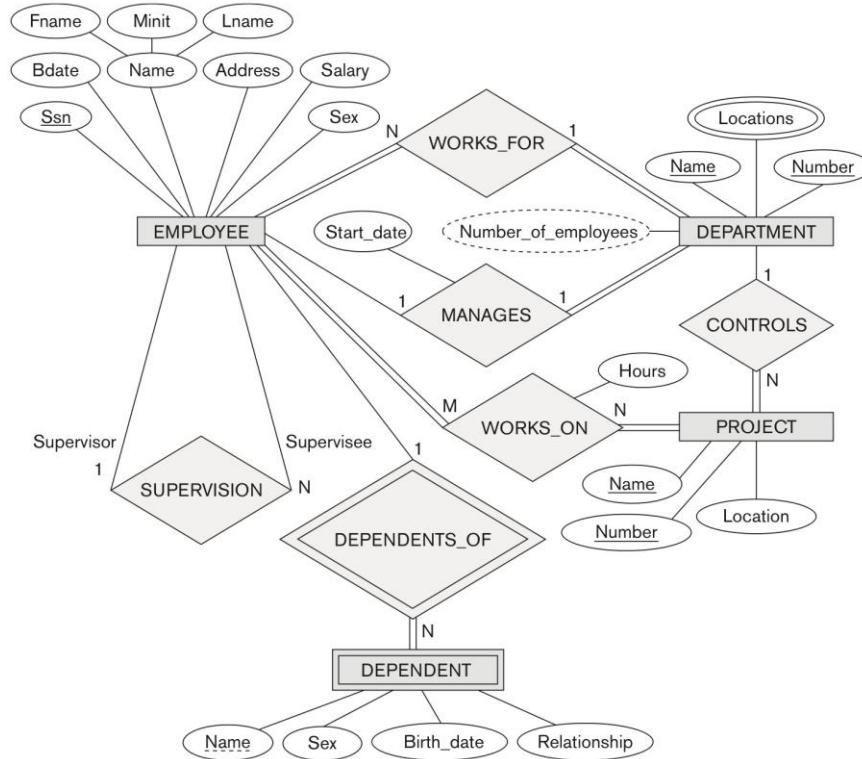 Fname
Minit
Lname
Bdate
Name
Address
Salary
Ssn
Sex
N
WORKS_FOR
1
Locations
Name
Number
EMPLOYEE
Start_date
Number_of_employees
DEPARTMENT
1
MANAGES
1
1
CONTROLS
N
Hours
M
WORKS_ON
N
PROJECT
Supervisor
1
SUPERVISION
Supervisee
N
1
Name
Number
Location
DEPENDENTS_OF
N
DEPENDENT
Name
Sex
Birth_date
Relationship